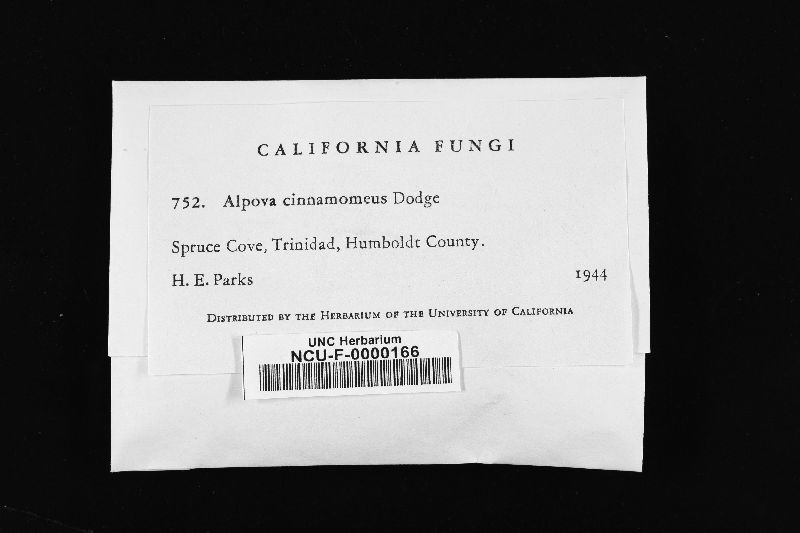 CALIFORNIA FUNGI
752. Alpova cinnamomeus Dodge
Spruce Cove, Trinidad, Humboldt County.
H. E. Parks 1944
DISTRIBUTED BY THE HERBARIUM OF THE UNIVERSITY OF CALIFORNIA
UNC Herbarium
NCU-F-0000166